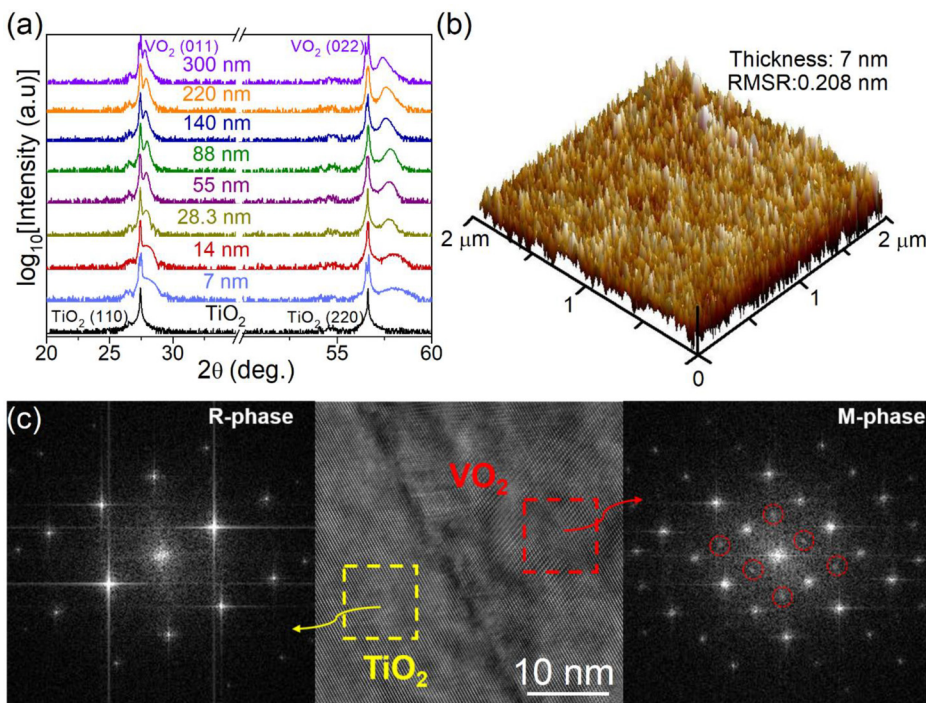 (a)
VO₂ (011)
VO₂ (022)
300 nm
220 nm
140 nm
88 nm
55 nm
28.3 nm
14 nm
7 nm
TiO₂ (110)
TiO₂
TiO₂ (220)
20
25
30
55
60
2θ (deg.)
log₁₀[Intensity (a.u)]
(b)
Thickness: 7 nm
RMSR:0.208 nm
2 μm
2 μm
1
1
0
(c)
R-phase
VO₂
TiO₂
10 nm
M-phase